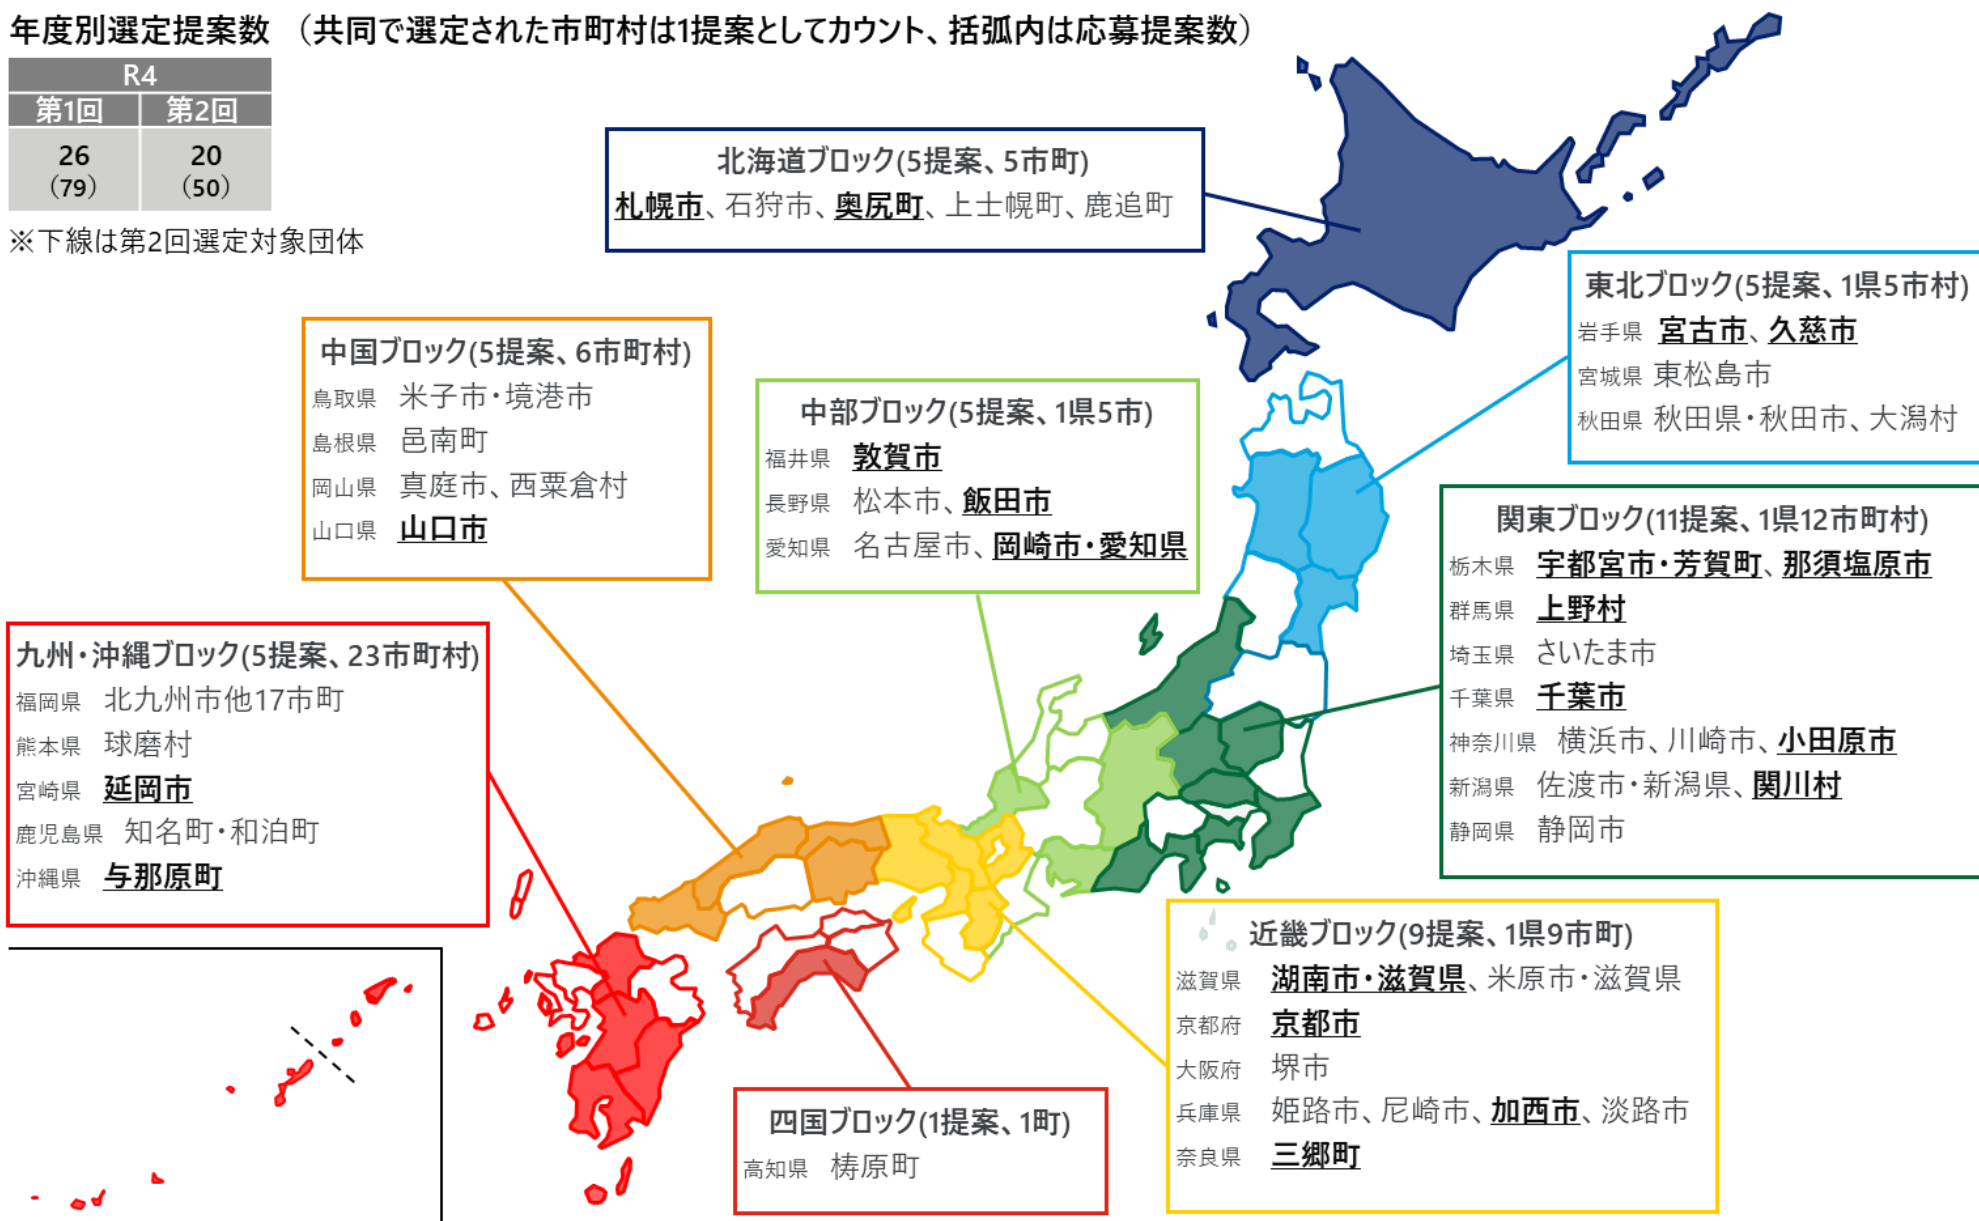 年度別選定提案数 （共同で選定された市町村は1提案としてカウント、括弧内は応募提案数）
R4
第1回 第2回
26 20
（79） （50）
※下線は第2回選定対象団体
北海道ブロック(5提案、5市町)
札幌市、石狩市、奥尻町、上士幌町、鹿追町
東北ブロック(5提案、1県5市村)
岩手県 宮古市、久慈市
宮城県 東松島市
秋田県 秋田県・秋田市、大潟村
中国ブロック(5提案、6市町村)
鳥取県 米子市・境港市
島根県 邑南町
岡山県 真庭市、西粟倉村
山口県 山口市
中部ブロック(5提案、1県5市)
福井県 敦賀市
長野県 松本市、飯田市
愛知県 名古屋市、岡崎市・愛知県
関東ブロック(11提案、1県12市町村)
栃木県 宇都宮市・芳賀町、那須塩原市
群馬県 上野村
埼玉県 さいたま市
千葉県 千葉市
神奈川県 横浜市、川崎市、小田原市
新潟県 佐渡市・新潟県、関川村
静岡県 静岡市
九州・沖縄ブロック(5提案、23市町村)
福岡県 北九州市他17市町
熊本県 球磨村
宮崎県 延岡市
鹿児島県 知名町・和泊町
沖縄県 与那原町
近畿ブロック(9提案、1県9市町)
滋賀県 湖南市・滋賀県、米原市・滋賀県
京都府 京都市
大阪府 堺市
兵庫県 姫路市、尼崎市、加西市、淡路市
奈良県 三郷町
四国ブロック(1提案、1町)
高知県 梼原町